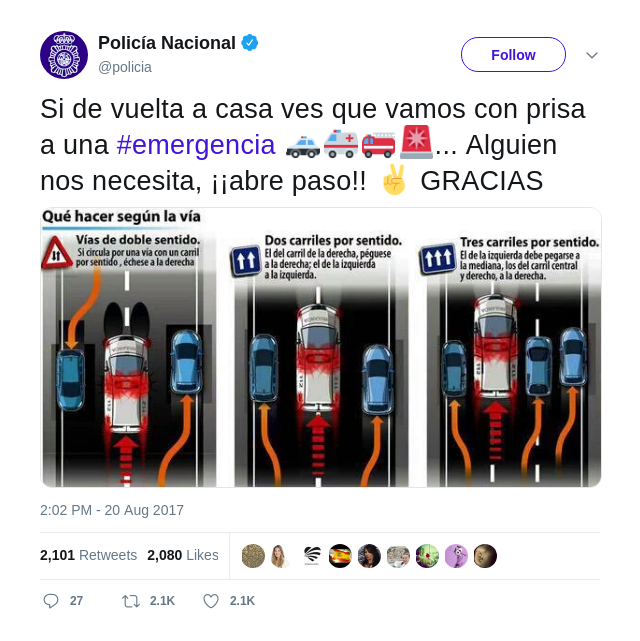 Policía Nacional
@policia
Follow
Si de vuelta a casa ves que vamos con prisa
a una #emergencia 🚓🚑🚒🚨... Alguien
nos necesita, ¡¡abre paso!! ✌ GRACIAS
Qué hacer según la vía
Vías de doble sentido.
Si circula por una vía con un carril
por sentido , échese a la derecha
Dos carriles por sentido.
El del carril de la derecha, péguese
a la derecha; el de la izquierda
a la izquierda.
Tres carriles por sentido.
El de la izquierda debe pegarse a
la mediana, los del carril central
y derecho, a la derecha.
112
112
112
2:02 PM - 20 Aug 2017
2,101 Retweets 2,080 Likes
27 2.1K 2.1K